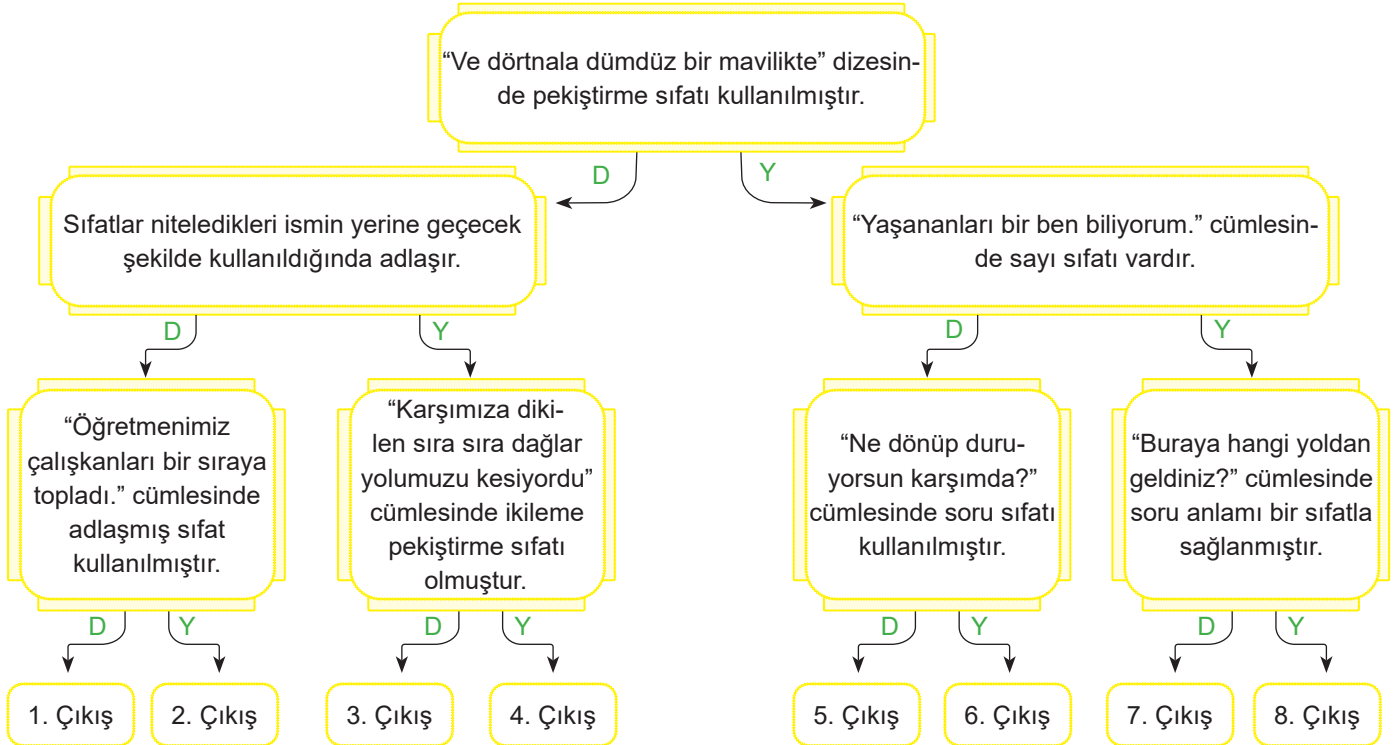 “Ve dörtnala dümdüz bir mavilikte” dizesin-
de pekiştirme sıfatı kullanılmıştır.
D
Y
Sıfatlar niteledikleri ismin yerine geçecek
şekilde kullanıldığında adlaşır.
“Yaşananları bir ben biliyorum.” cümlesin-
de sayı sıfatı vardır.
D
Y
D
Y
“Öğretmenimiz
çalışkanları bir sıraya
topladı.” cümlesinde
adlaşmış sıfat
kullanılmıştır.
“Karşımıza diki-
len sıra sıra dağlar
yolumuzu kesiyordu”
cümlesinde ikileme
pekiştirme sıfatı
olmuştur.
“Ne dönüp duru-
yorsun karşımda?”
cümlesinde soru sıfatı
kullanılmıştır.
“Buraya hangi yoldan
geldiniz?” cümlesinde
soru anlamı bir sıfatla
sağlanmıştır.
D
Y
D
Y
D
Y
D
Y
1. Çıkış
2. Çıkış
3. Çıkış
4. Çıkış
5. Çıkış
6. Çıkış
7. Çıkış
8. Çıkış